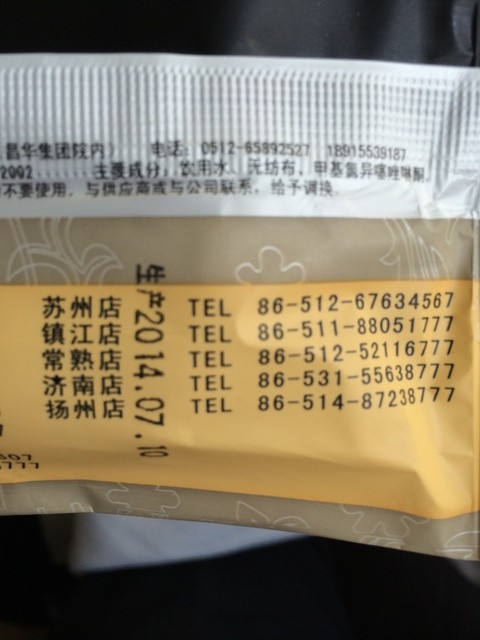 昌华集团院内） 电话：0512-65892527 18915539187
2002......主要成分：饮用水、无纺布、甲基氯异噻唑啉酮
不要使用，与供应商或与公司联系，给予调换。
生产2014.07.10
苏州店 TEL 86-512-67634567
镇江店 TEL 86-511-88051777
常熟店 TEL 86-512-52116777
济南店 TEL 86-531-55638777
扬州店 TEL 86-514-87238777
607
777